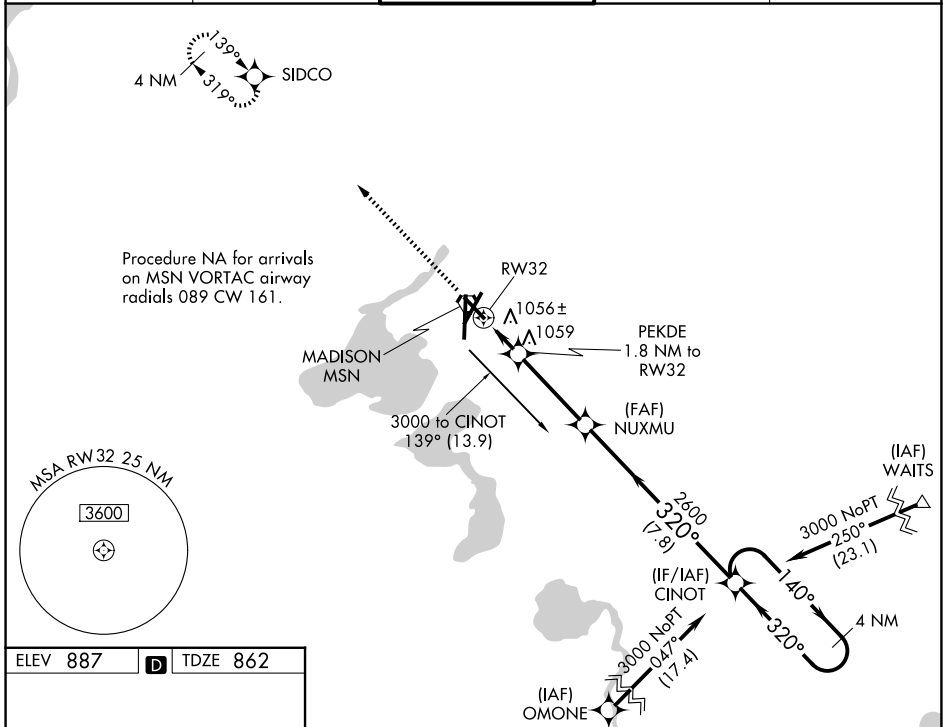 139°
319°
4 NM
SIDCO
Procedure NA for arrivals
on MSN VORTAC airway
radials 089 CW 161.
RW32
1056±
1059
MADISON
MSN
PEKDE
1.8 NM to
RW32
3000 to CINOT
139° (13.9)
(FAF)
NUXMU
(IAF)
WAITS
MSA RW32 25 NM
3600
2600
320°
(7.8)
3000 NoPT
250°
(23.1)
(IF/IAF)
CINOT
140°
320°
4 NM
3000 NoPT
047°
(17.4)
(IAF)
OMONE
ELEV 887 D TDZE 862